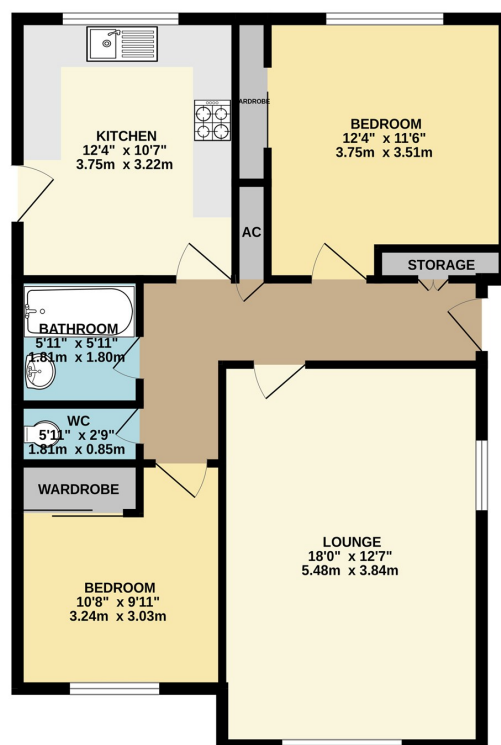 KITCHEN
12'4" x 10'7"
3.75m x 3.22m
ARDROBE
BEDROOM
12'4" x 11'6"
3.75m x 3.51m
AC
STORAGE
BATHROOM
5'11" x 5'11"
1.81m x 1.80m
WC
5'11" x 2'9"
1.81m x 0.85m
WARDROBE
BEDROOM
10'8" x 9'11"
3.24m x 3.03m
LOUNGE
18'0" x 12'7"
5.48m x 3.84m